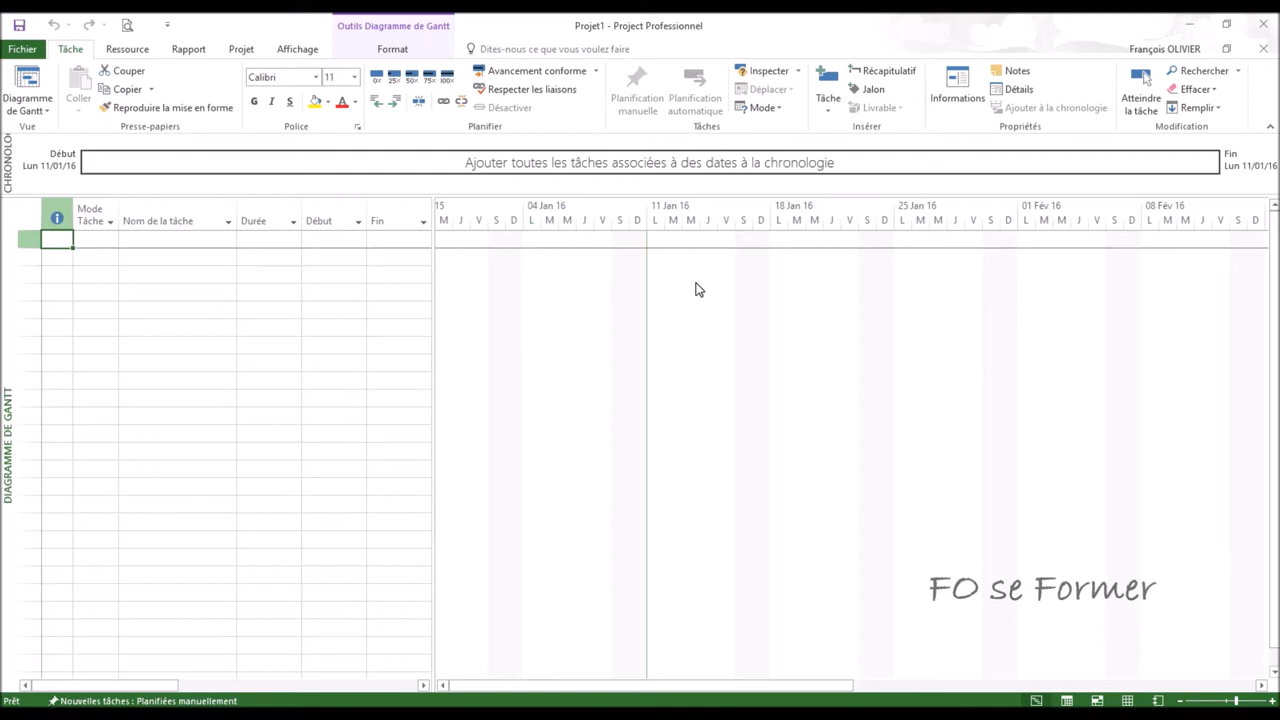 Outils Diagramme de Gantt
Projet1 - Project Professionnel
Fichier Tâche Ressource Rapport Projet Affichage Format Dites-nous ce que vous voulez faire François OLIVIER
Diagramme de Gantt
Vue
Coller
Couper
Copier
Reproduire la mise en forme
Presse-papiers
Calibri 11
G I S A
Police
0% 25% 50% 75% 100%
Avancement conforme
Respecter les liaisons
Désactiver
Planifier
Planification manuelle
Planification automatique
Inspecter
Déplacer
Mode
Tâches
Tâche
Récapitulatif
Jalon
Livrable
Insérer
Informations
Notes
Détails
Ajouter à la chronologie
Propriétés
Atteindre la tâche
Rechercher
Effacer
Remplir
Modification
Début
Lun 11/01/16
Ajouter toutes les tâches associées à des dates à la chronologie
Fin
Lun 11/01/16
Mode Tâche Nom de la tâche Durée Début Fin
15 04 Jan 16 11 Jan 16 18 Jan 16 25 Jan 16 01 Fév 16 08 Fév 16
M J V S D L M M J V S D L M M J V S D L M M J V S D L M M J V S D L M M J V S D L M M J V S D
DIAGRAMME DE GANTT
FO se Former
Prêt Nouvelles tâches : Planifiées manuellement